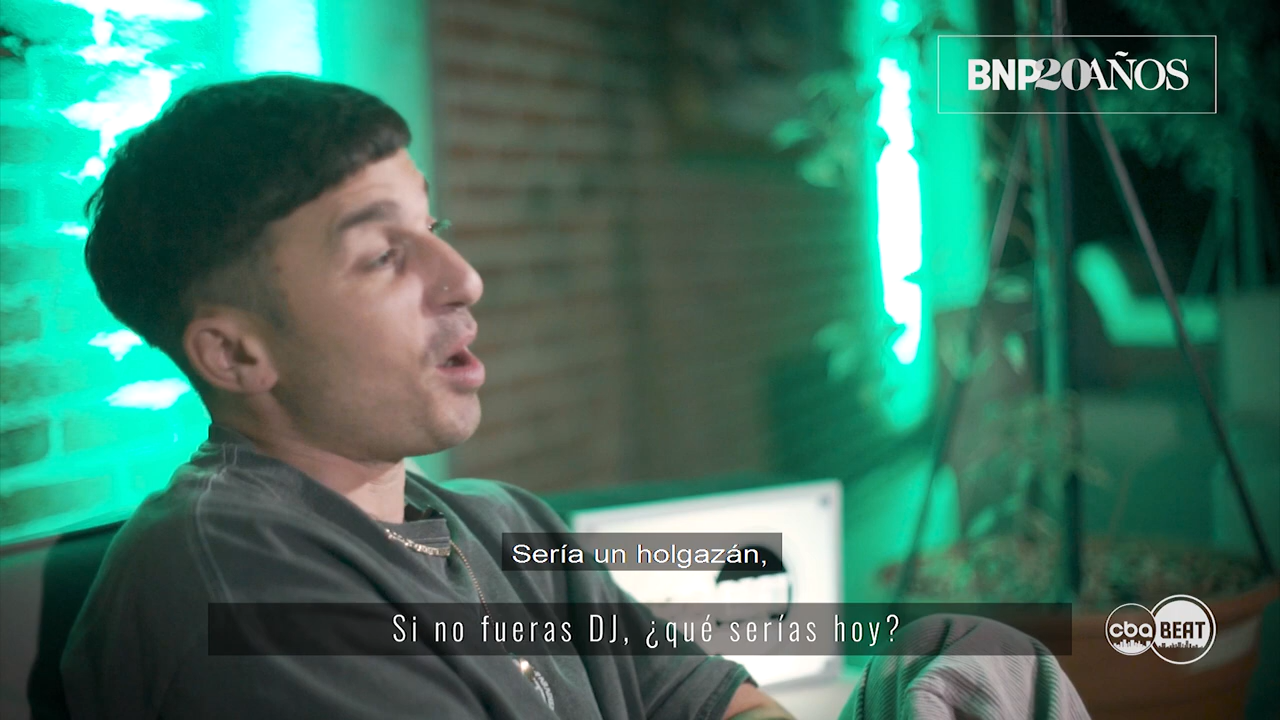 BNP20AÑOS
Sería un holgazán,
Si no fueras DJ, ¿qué serías hoy?
cba BEAT